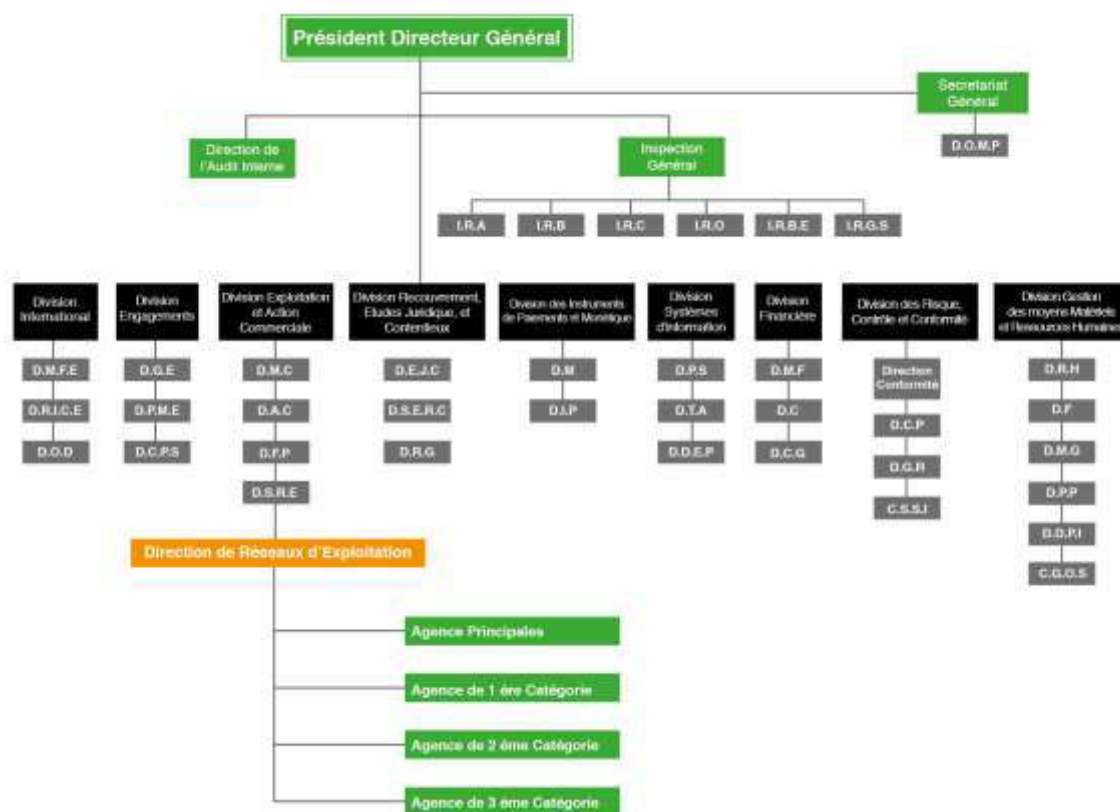 Président Directeur Général
Secretariat
Général
Direction de
l'Audit Interne
Inspection
Général
D.O.M.P
I.R.A
I.R.B
I.R.C
I.R.O
I.R.B.E
I.R.G.S
Division
International
Division
Engagements
Division Exploitation
et Action
Commerciale
Division Recouvrement,
Etudes Juridique, et
Contentieux
Division des Instruments
de Paiements et Monétique
Division
Systèmes
d'Information
Division
Financière
Division des Risque,
Contrôle et Conformité
Division Gestion
des moyens Matériels
et Ressources Humaine
D.M.F.E
D.G.E
D.M.C
D.E.J.C
D.M
D.P.S
D.M.F
Direction
Conformité
D.R.H
D.R.I.C.E
D.P.M.E
D.A.C
D.S.E.R.C
D.I.P
D.T.A
D.C
D.C.P
D.F
D.O.D
D.C.P.S
D.F.P
D.R.G
D.D.E.P
D.C.G
D.G.R
D.M.G
D.S.R.E
C.S.S.I
D.P.P
D.D.P.I
C.G.O.S
Direction de Réseaux d'Exploitation
Agence Principales
Agence de 1 ére Catégorie
Agence de 2 éme Catégorie
Agence de 3 éme Catégorie